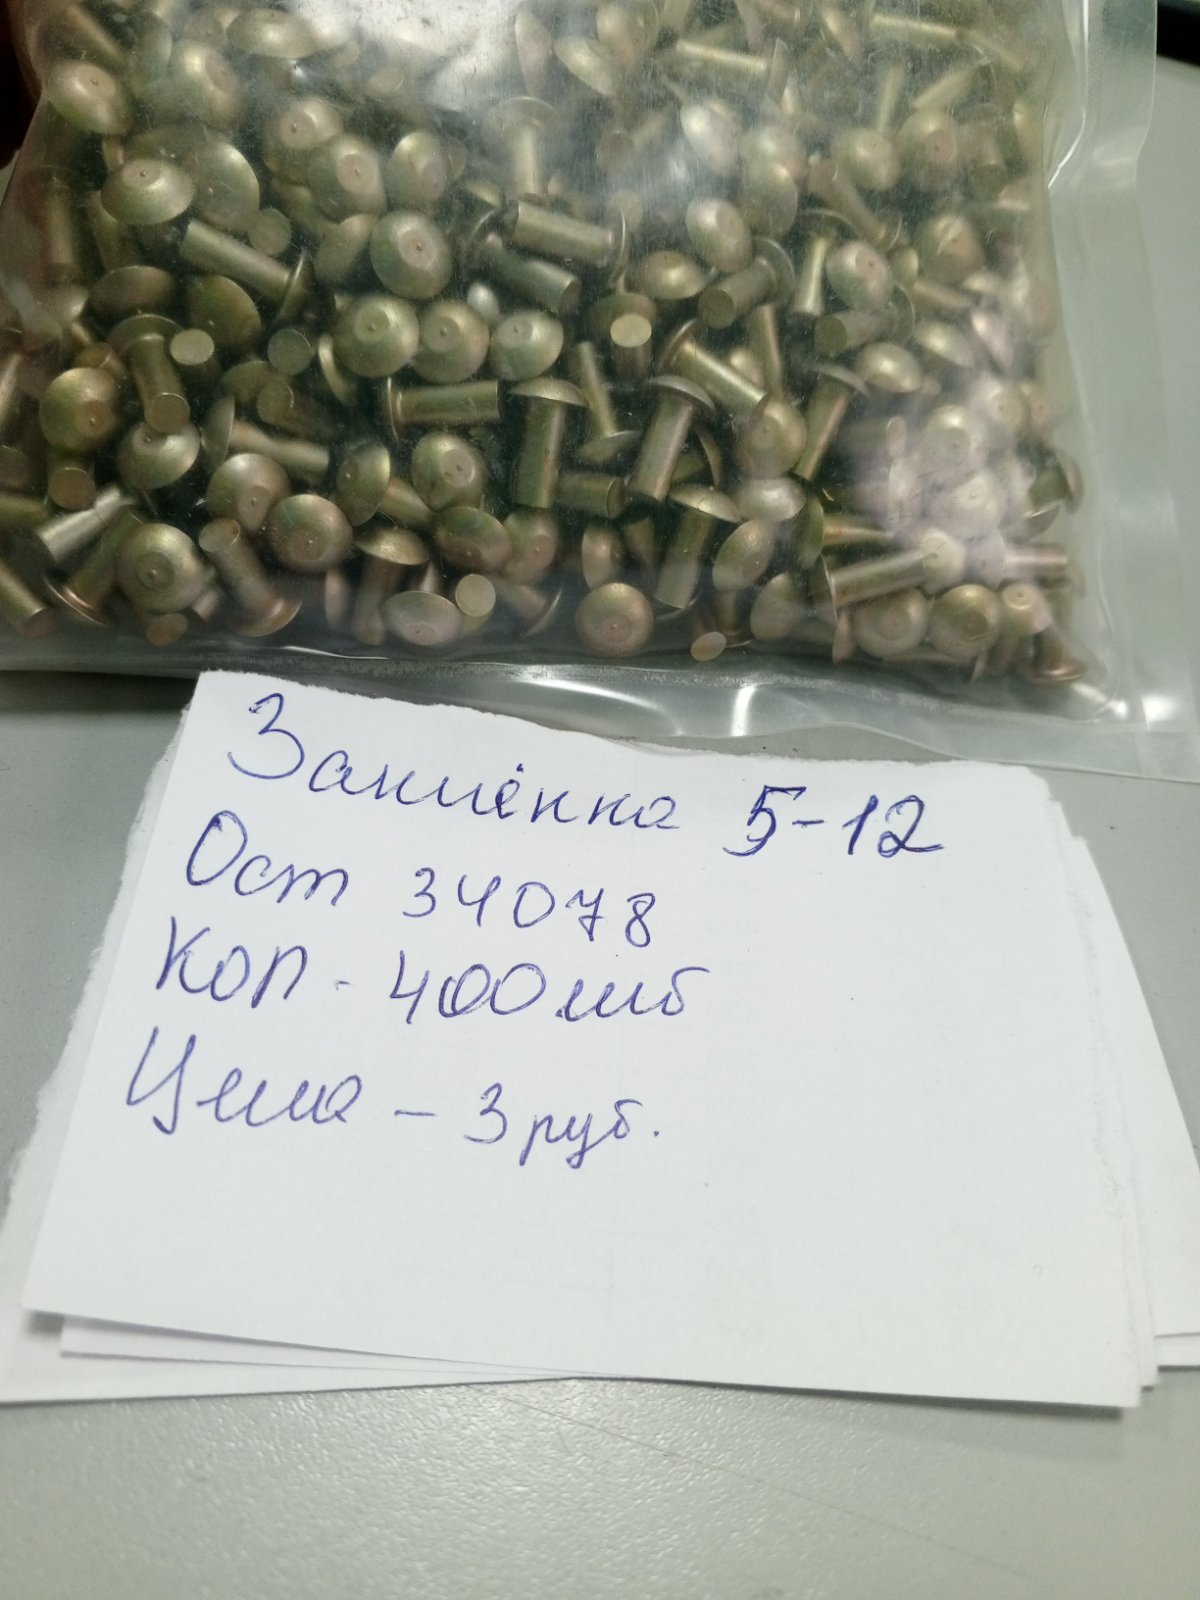 Заклёпка 5-12
Ост 34078
Кол - 400 шт
Цена - 3 руб.